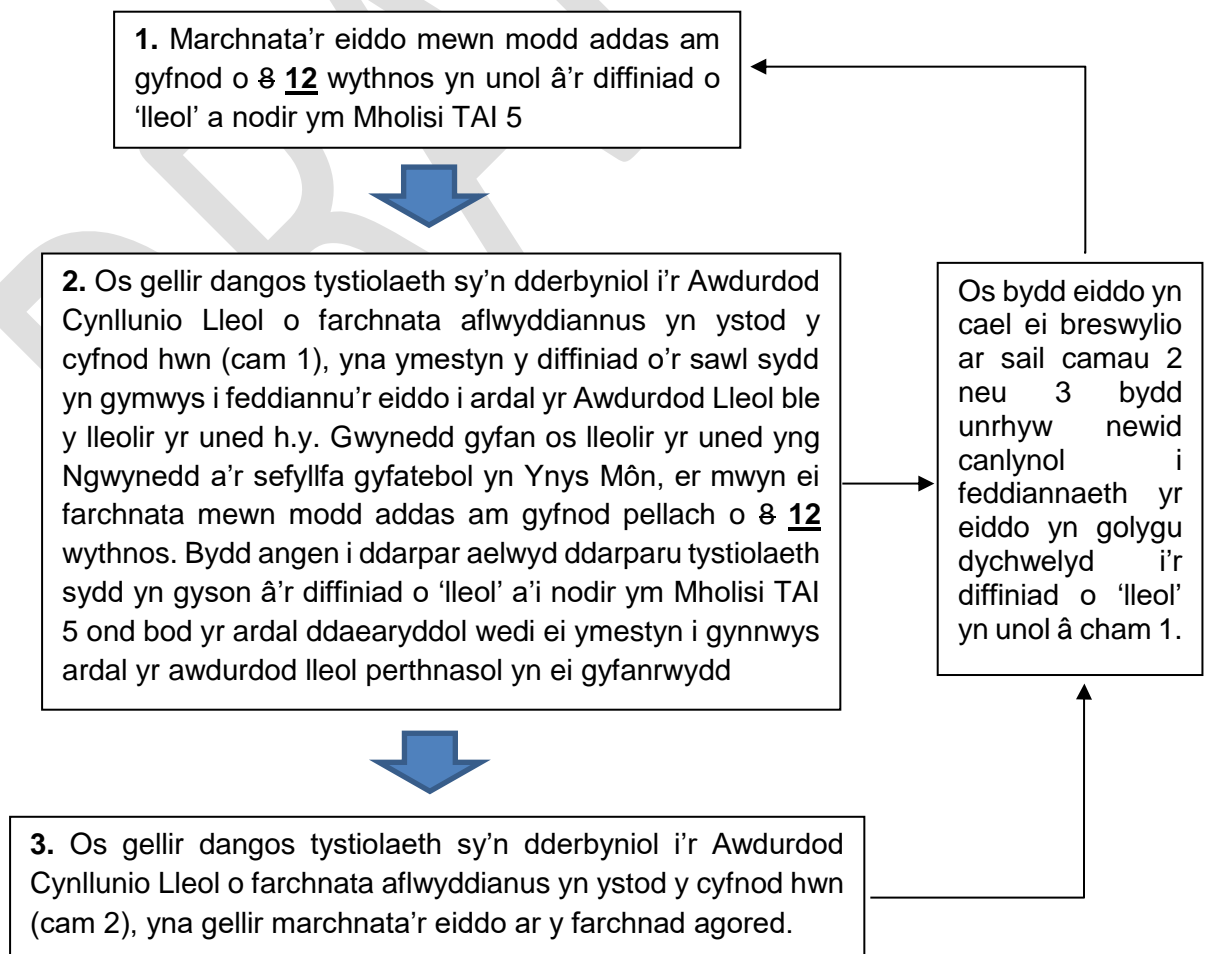 1. Marchnata'r eiddo mewn modd addas am
gyfnod o 8 12 wythnos yn unol â'r diffiniad o
'lleol' a nodir ym Mholisi TAI 5
2. Os gellir dangos tystiolaeth sy'n dderbyniol i'r Awdurdod
Cynllunio Lleol o farchnata aflwyddiannus yn ystod y
cyfnod hwn (cam 1), yna ymestyn y diffiniad o'r sawl sydd
yn gymwys i feddiannu'r eiddo i ardal yr Awdurdod Lleol ble
y lleolir yr uned h.y. Gwynedd gyfan os lleolir yr uned yng
Ngwynedd a'r sefyllfa gyfatebol yn Ynys Môn, er mwyn ei
farchnata mewn modd addas am gyfnod pellach o 8 12
wythnos. Bydd angen i ddarpar aelwyd ddarparu tystiolaeth
sydd yn gyson â'r diffiniad o 'lleol' a'i nodir ym Mholisi TAI
5 ond bod yr ardal ddaearyddol wedi ei ymestyn i gynnwys
ardal yr awdurdod lleol perthnasol yn ei gyfanrwydd
Os bydd eiddo yn
cael ei breswylio
ar sail camau 2
neu 3 bydd
unrhyw newid
canlynol i
feddiannaeth yr
eiddo yn golygu
dychwelyd i'r
diffiniad o 'lleol'
yn unol â cham 1.
3. Os gellir dangos tystiolaeth sy'n dderbyniol i'r Awdurdod
Cynllunio Lleol o farchnata aflwyddianus yn ystod y cyfnod hwn
(cam 2), yna gellir marchnata'r eiddo ar y farchnad agored.